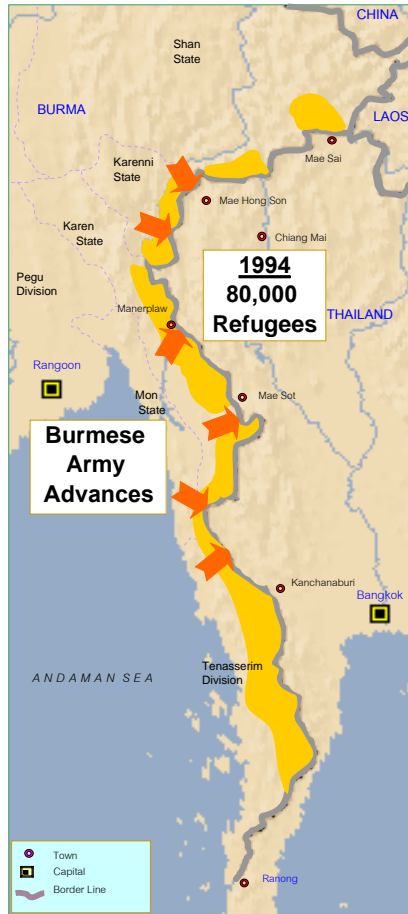 CHINA
Shan
State
BURMA
LAOS
Mae Sai
Karenni
State
Mae Hong Son
Karen
State
Chiang Mai
1994
80,000
Refugees
Pegu
Division
Manerplaw
THAILAND
Rangoon
Mon
State
Mae Sot
Burmese
Army
Advances
Kanchanaburi
Bangkok
ANDAMAN SEA
Tenasserim
Division
Town
Capital
Border Line
Ranong